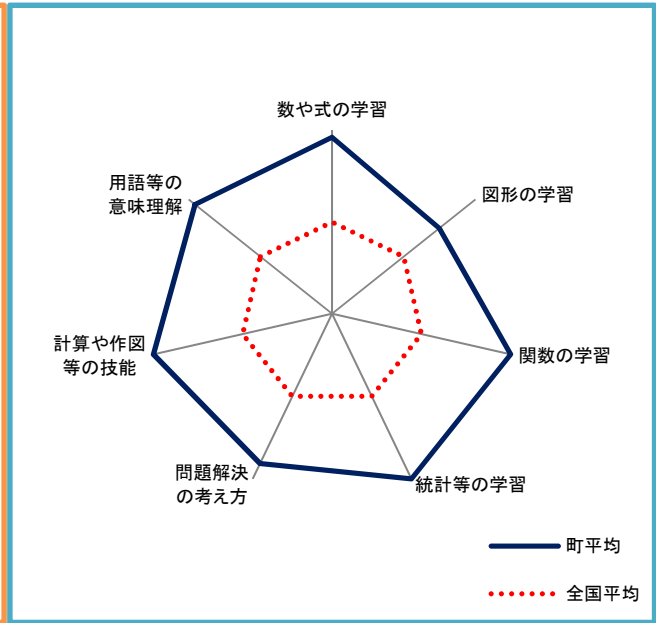 数や式の学習
図形の学習
関数の学習
統計等の学習
問題解決
の考え方
計算や作図
等の技能
用語等の
意味理解
町平均
全国平均